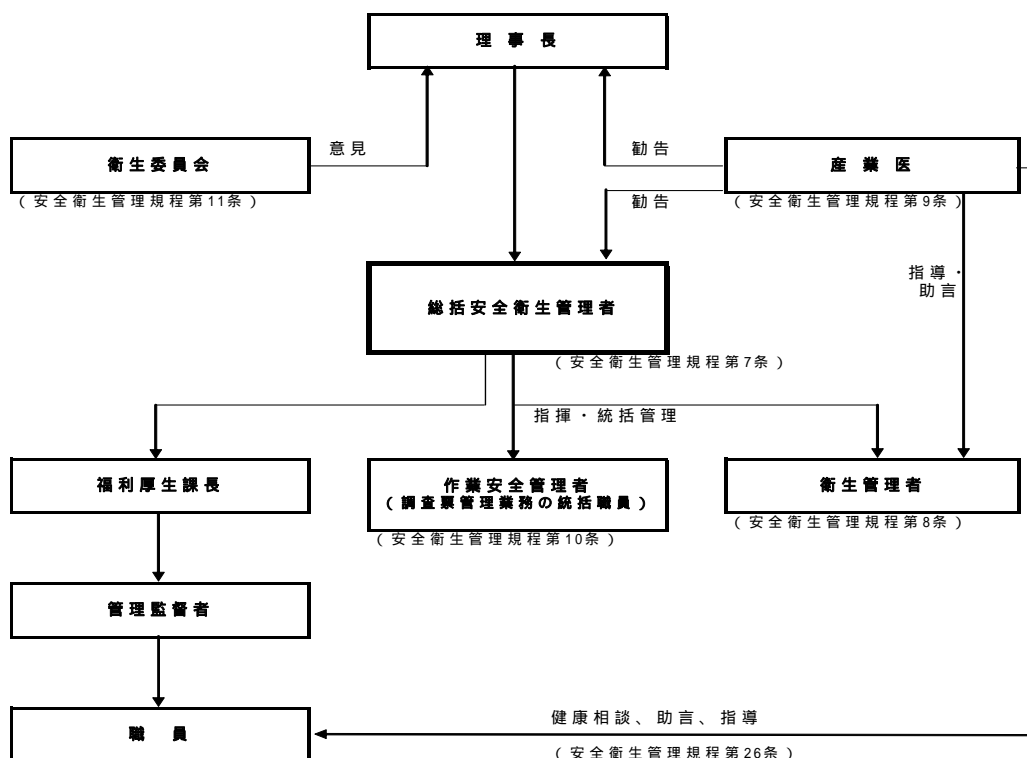 理事長
意見
勧告
衛生委員会
産業医
(安全衛生管理規程第11条)
勧告
(安全衛生管理規程第9条)
指導・
助言
総括安全衛生管理者
(安全衛生管理規程第7条)
指揮・統括管理
福利厚生課長
作業安全管理者
(調査票管理業務の統括職員)
衛生管理者
(安全衛生管理規程第10条)
(安全衛生管理規程第8条)
管理監督者
健康相談、助言、指導
職員
(安全衛生管理規程第26条)